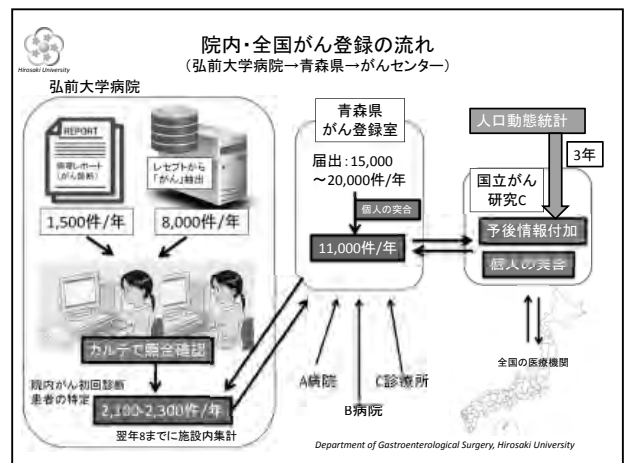 Hirosaki University
院内・全国がん登録の流れ
（弘前大学病院→青森県→がんセンター）
弘前大学病院
REPORT
病理レポート
（がん診断）
レセプトから
「がん」抽出
1,500件/年
8,000件/年
カルテで照合確認
院内がん初回診断
患者の特定
2,100-2,300件/年
翌年8までに施設内集計
青森県
がん登録室
届出：15,000
～20,000件/年
個人の突合
11,000件/年
A病院
B病院
C診療所
人口動態統計
3年
国立がん
研究C
予後情報付加
個人の突合
全国の医療機関
Department of Gastroenterological Surgery, Hirosaki University